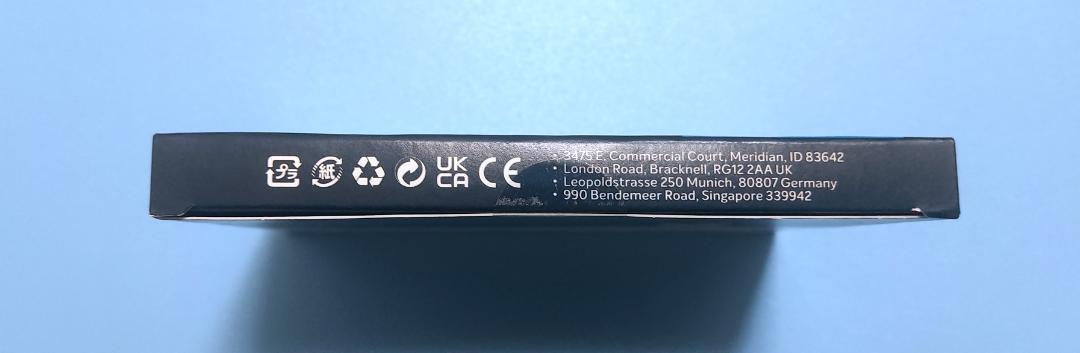 プラ
紙
UK
CA
CE
• 3475 E. Commercial Court, Meridian, ID 83642
• London Road, Bracknell, RG12 2AA UK
• Leopoldstrasse 250 Munich, 80807 Germany
• 990 Bendemeer Road, Singapore 339942